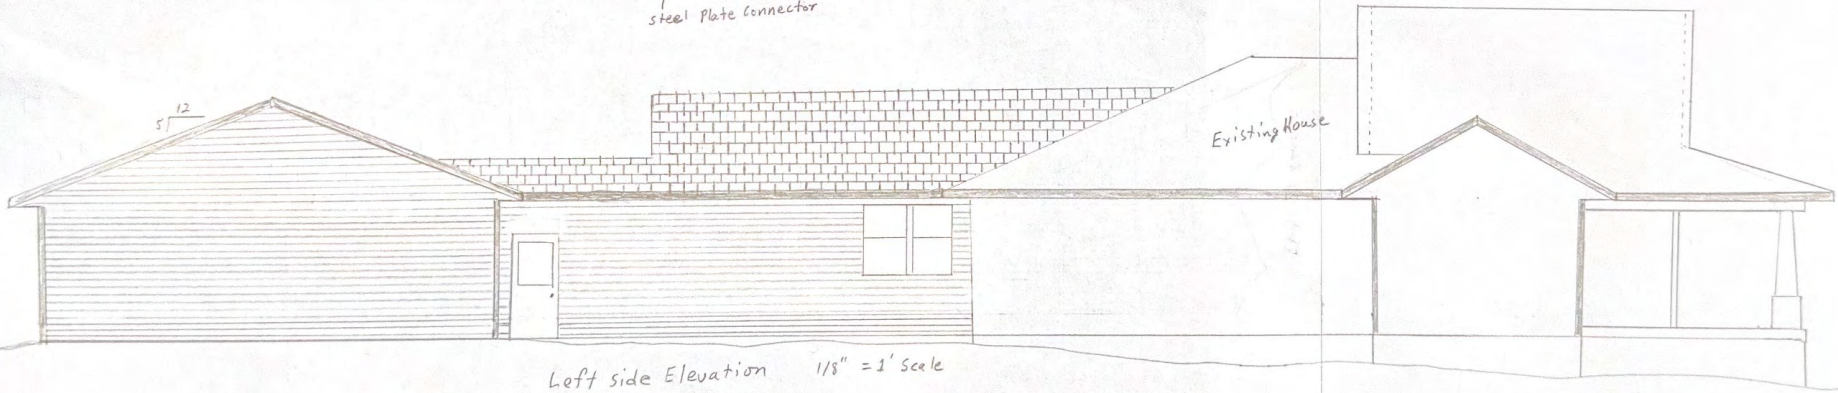 steel Plate Connector
12
5
Existing House
Left side Elevation 1/8" = 1' Scale